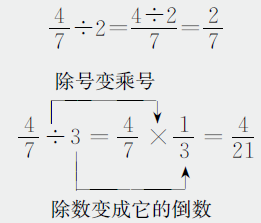 4/7 ÷ 2 = 4÷2/7 = 2/7
除号变乘号
4/7 ÷ 3 = 4/7 × 1/3 = 4/21
除数变成它的倒数